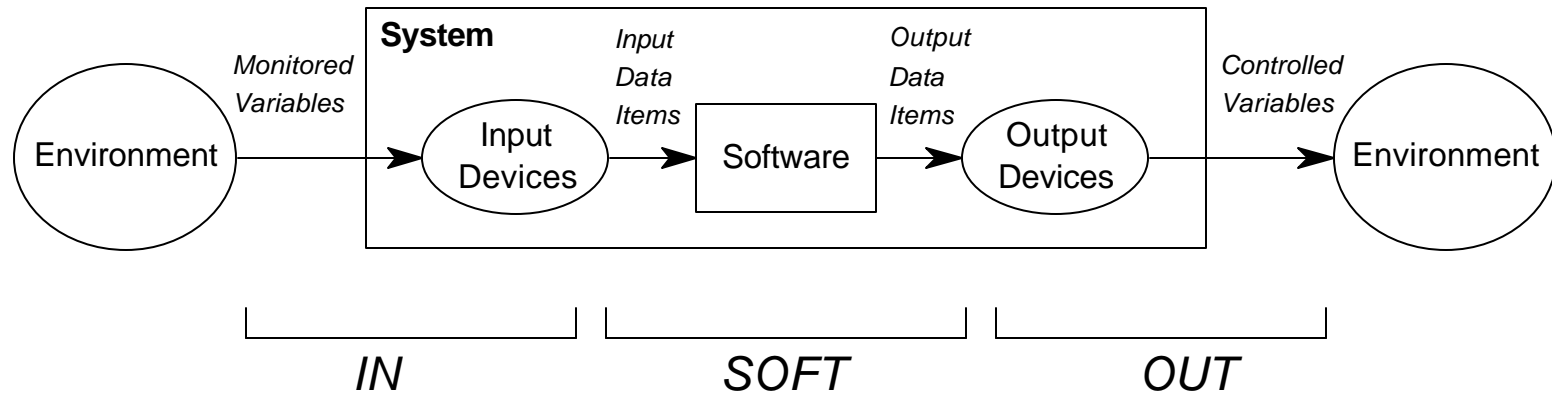 System
Environment
Monitored
Variables
Input
Devices
Input
Data
Items
Software
Output
Data
Items
Output
Devices
Controlled
Variables
Environment
IN
SOFT
OUT